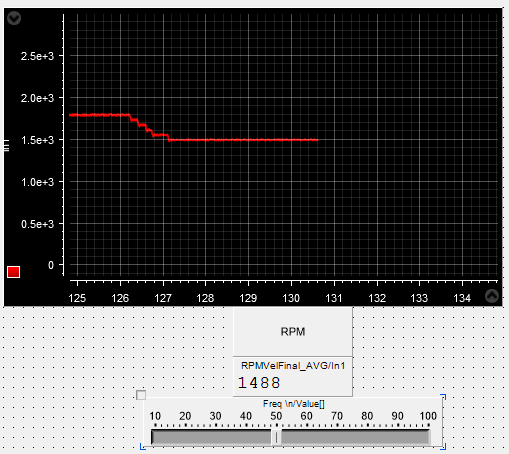 2.5e+3
2.0e+3
1.5e+3
In1
1.0e+3
0.5e+3
0
125 126 127 128 129 130 131 132 133 134
RPM
RPMVelFinal_AVG/In1
1488
Freq \n/Value[]
10 20 30 40 50 60 70 80 90 100